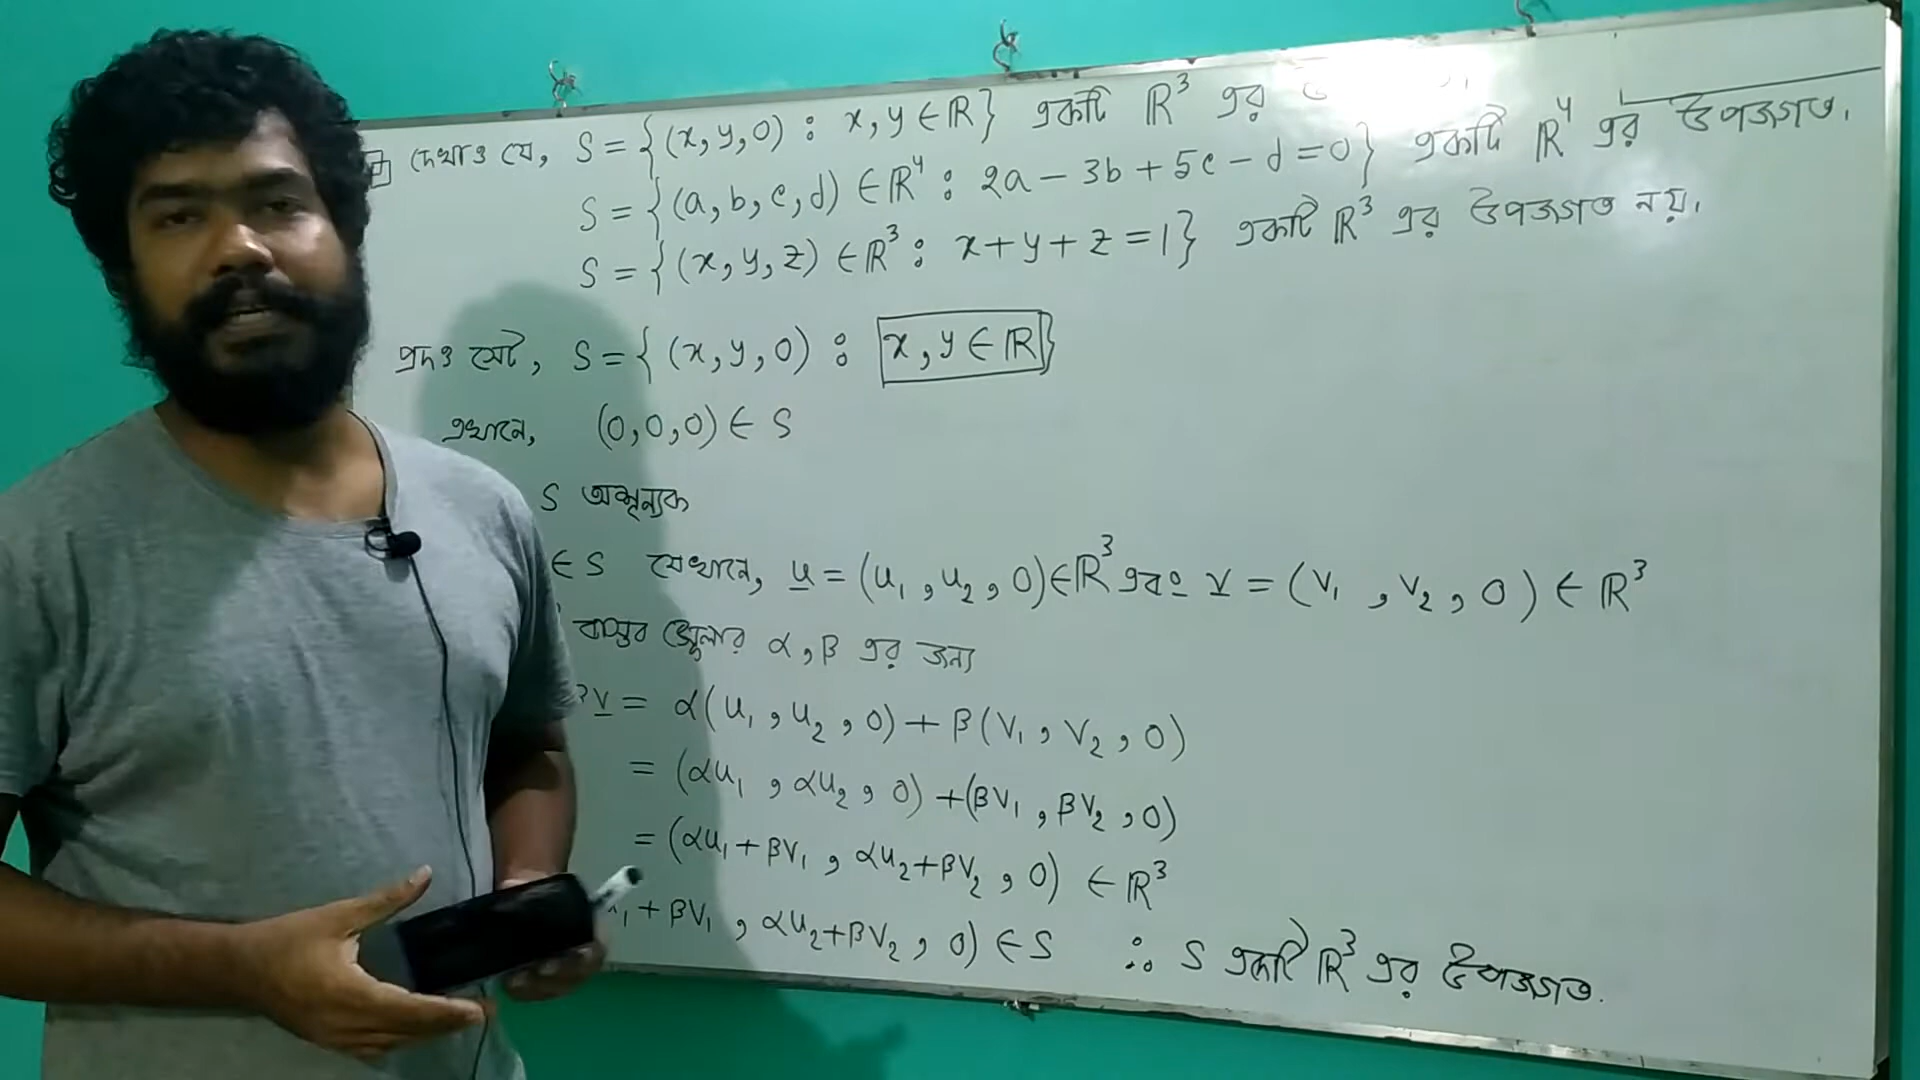 দেখাও যে, S = {(x, y, 0) : x, y ∈ ℝ} একটি ℝ³ এর
S = {(a, b, c, d) ∈ ℝ⁴ : 2a − 3b + 5c − d = 0} একটি ℝ⁴ এর উপজগত।
S = {(x, y, z) ∈ ℝ³ : x + y + z = 1} একটি ℝ³ এর উপজগত নয়।
প্রদত্ত সেট, S = {(x, y, 0) : x, y ∈ ℝ}
এখানে, (0, 0, 0) ∈ S
S অশূন্যক
∈ S যেখানে, u = (u₁, u₂, 0) ∈ ℝ³ এবং v = (v₁, v₂, 0) ∈ ℝ³
বাস্তব স্কেলার α, β এর জন্য
v = α(u₁, u₂, 0) + β(v₁, v₂, 0)
= (αu₁, αu₂, 0) + (βv₁, βv₂, 0)
= (αu₁ + βv₁, αu₂ + βv₂, 0) ∈ ℝ³
₁ + βv₁, αu₂ + βv₂, 0) ∈ S ∴ S একটি ℝ³ এর উপজগত.